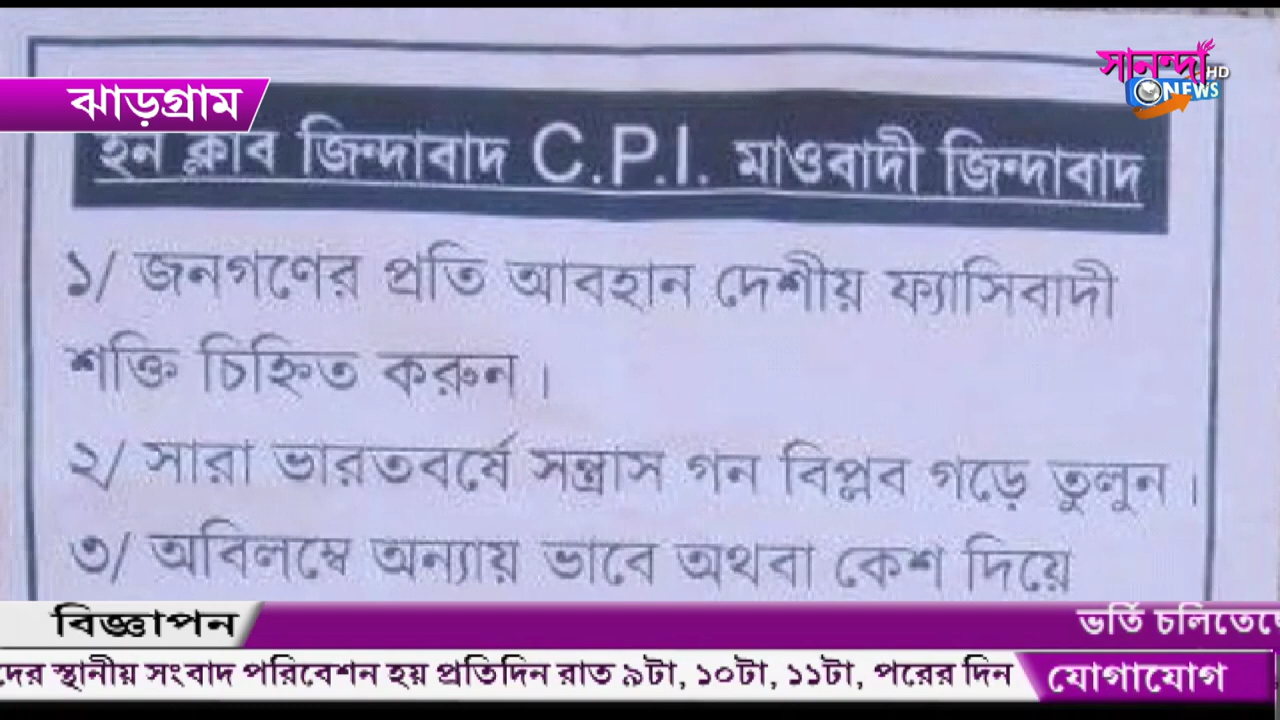 সানন্দা HD
NEWS
ঝাড়গ্রাম
হন ক্লাব জিন্দাবাদ C.P.I. মাওবাদী জিন্দাবাদ
১/ জনগণের প্রতি আবহান দেশীয় ফ্যাসিবাদী
শক্তি চিহ্নিত করুন।
২/ সারা ভারতবর্ষে সন্ত্রাস গন বিপ্লব গড়ে তুলুন।
৩/ অবিলম্বে অন্যায় ভাবে অথবা কেশ দিয়ে
বিজ্ঞাপন
ভর্তি চলিতেছে
দের স্থানীয় সংবাদ পরিবেশন হয় প্রতিদিন রাত ৯টা, ১০টা, ১১টা, পরের দিন
যোগাযোগ